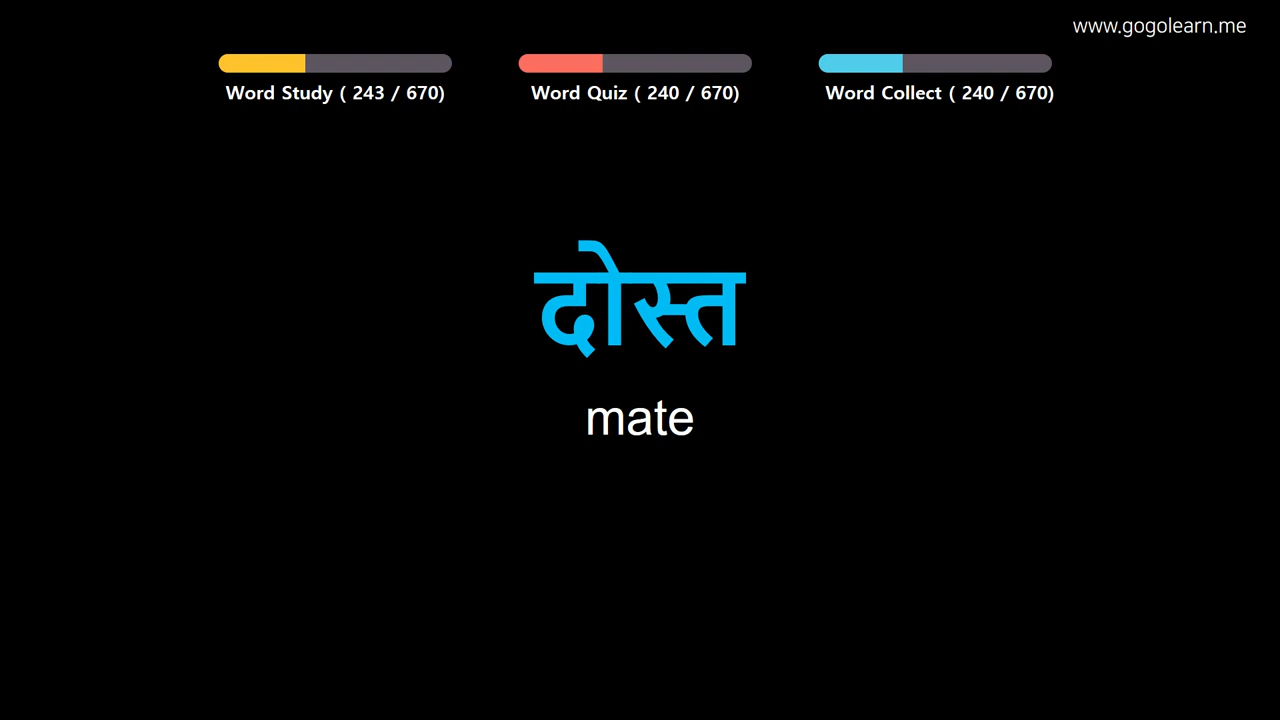 www.gogolearn.me
Word Study ( 243 / 670)
Word Quiz ( 240 / 670)
Word Collect ( 240 / 670)
दोस्त
mate